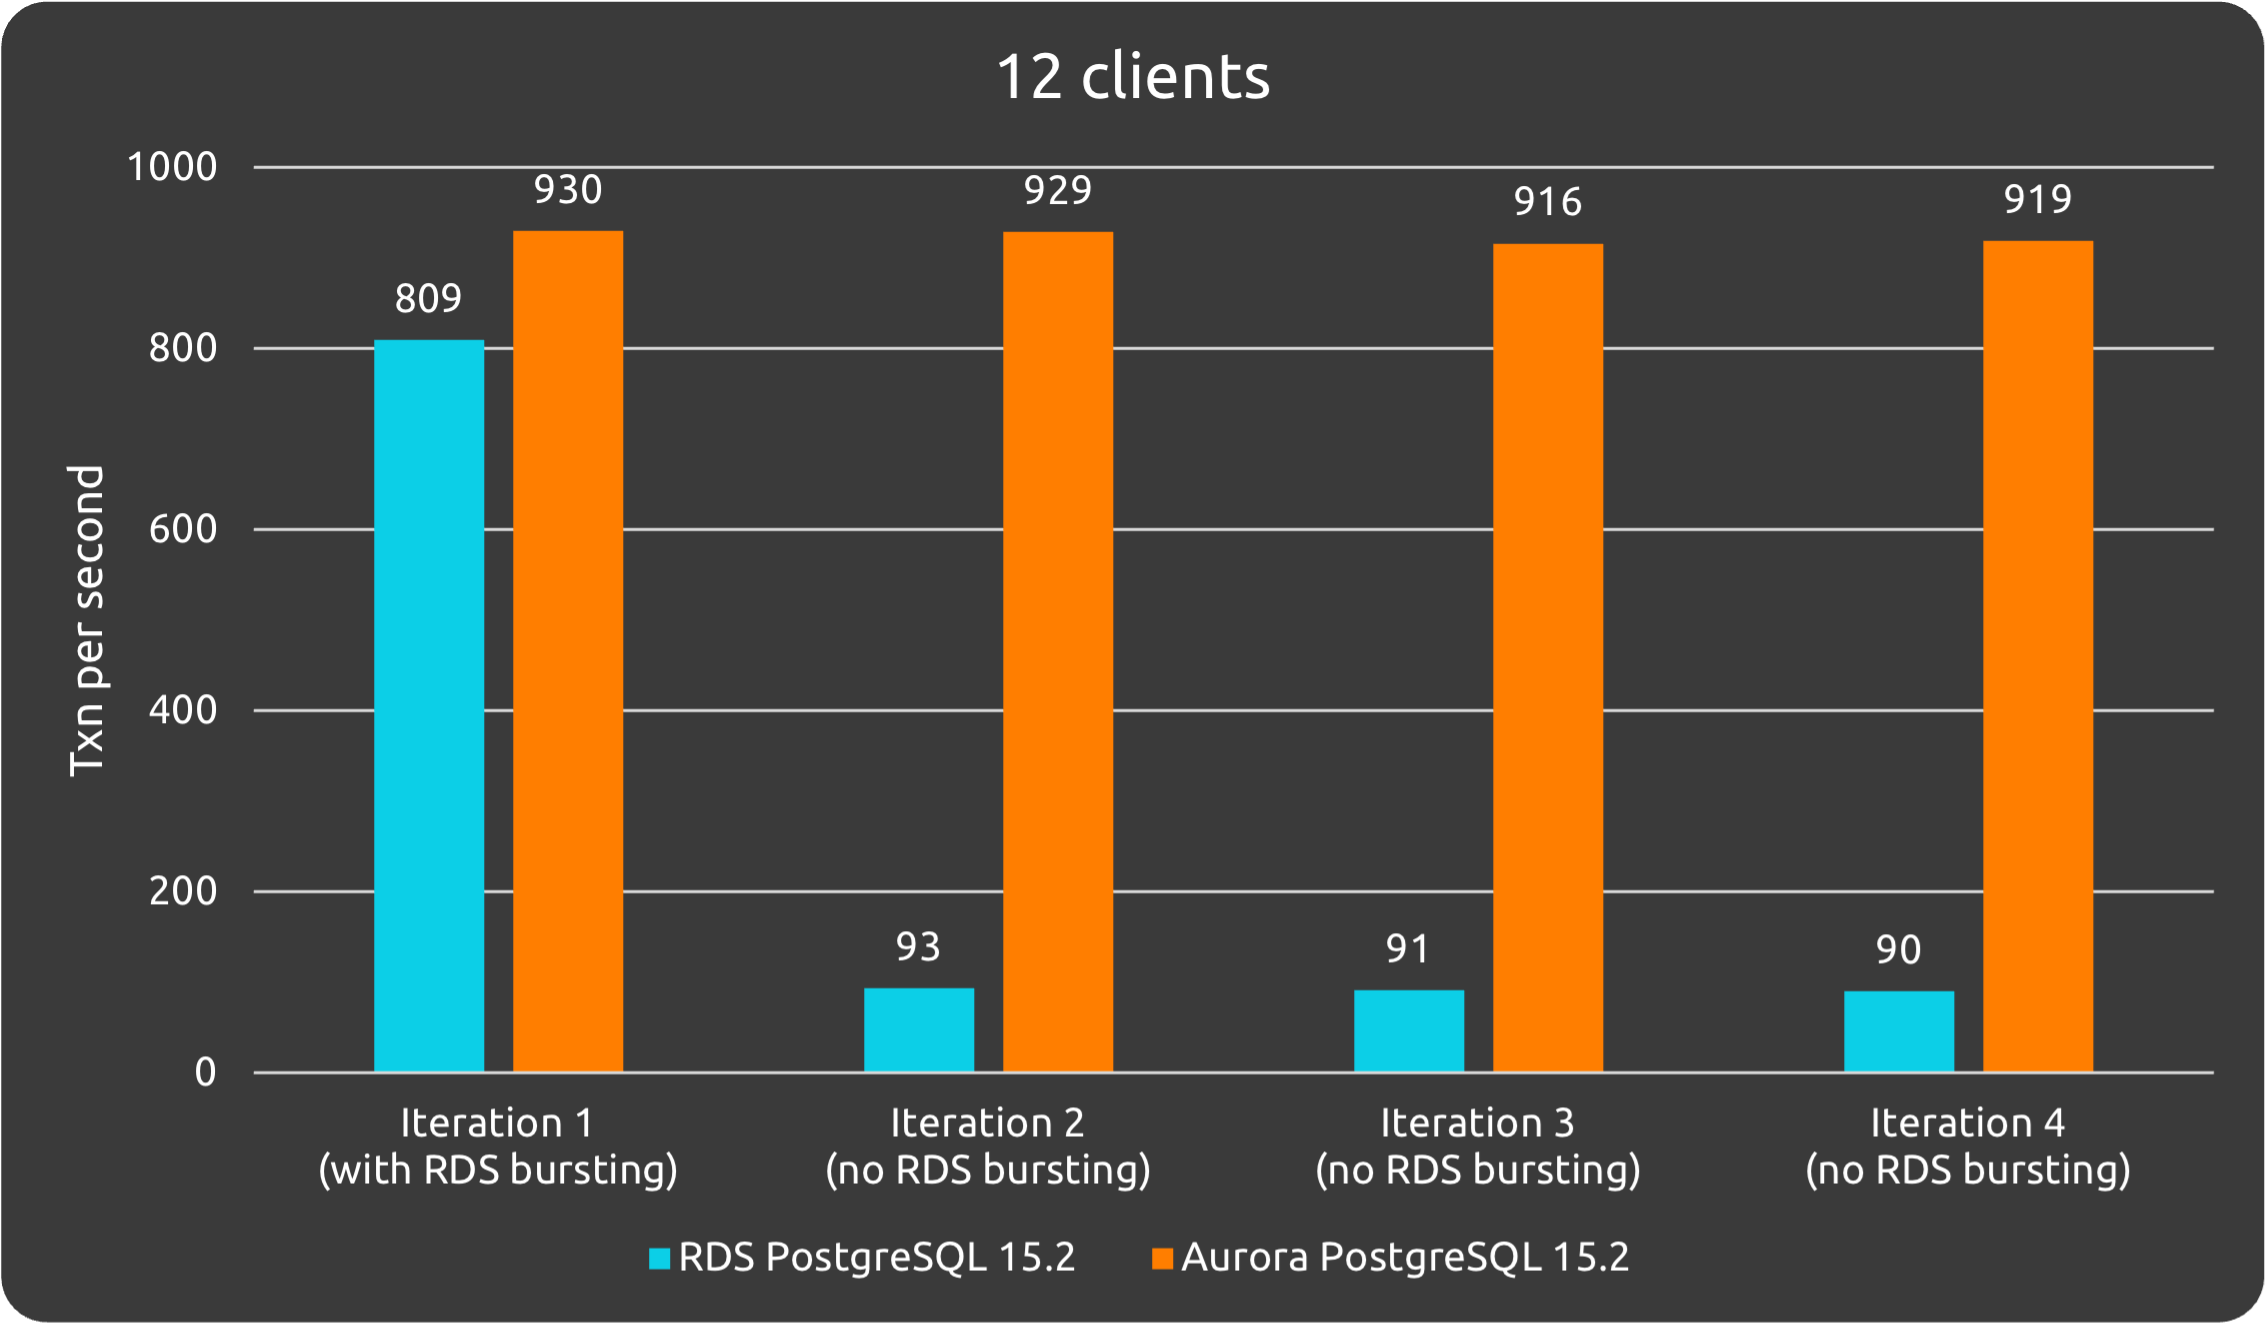 12 clients
Txn per second
1000
800
600
400
200
0
930
929
916
919
809
93
91
90
Iteration 1
(with RDS bursting)
Iteration 2
(no RDS bursting)
Iteration 3
(no RDS bursting)
Iteration 4
(no RDS bursting)
RDS PostgreSQL 15.2
Aurora PostgreSQL 15.2